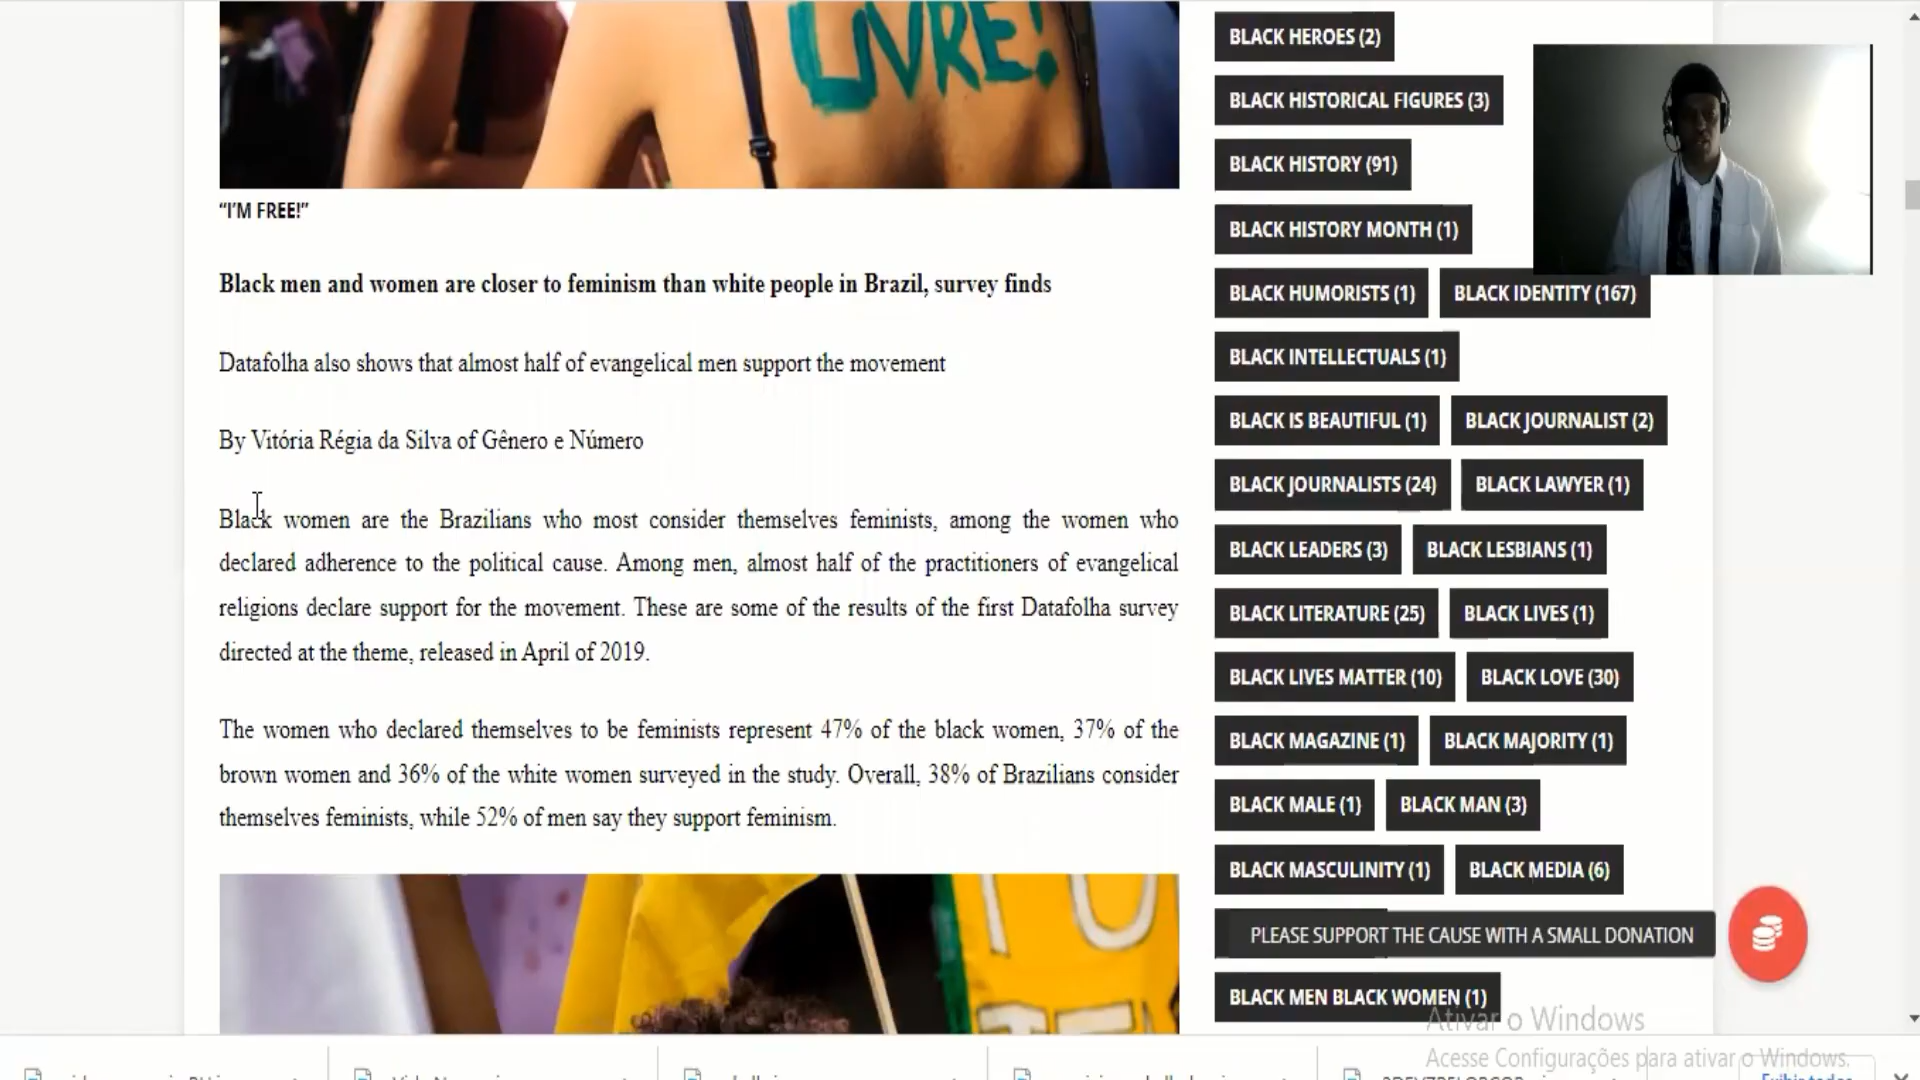 LIVRE!
“I’M FREE!”
Black men and women are closer to feminism than white people in Brazil, survey finds
Datafolha also shows that almost half of evangelical men support the movement
By Vitória Régia da Silva of Gênero e Número
Black women are the Brazilians who most consider themselves feminists, among the women who
declared adherence to the political cause. Among men, almost half of the practitioners of evangelical
religions declare support for the movement. These are some of the results of the first Datafolha survey
directed at the theme, released in April of 2019.
The women who declared themselves to be feminists represent 47% of the black women, 37% of the
brown women and 36% of the white women surveyed in the study. Overall, 38% of Brazilians consider
themselves feminists, while 52% of men say they support feminism.
BLACK HEROES (2)
BLACK HISTORICAL FIGURES (3)
BLACK HISTORY (91)
BLACK HISTORY MONTH (1)
BLACK HUMORISTS (1) BLACK IDENTITY (167)
BLACK INTELLECTUALS (1)
BLACK IS BEAUTIFUL (1) BLACK JOURNALIST (2)
BLACK JOURNALISTS (24) BLACK LAWYER (1)
BLACK LEADERS (3) BLACK LESBIANS (1)
BLACK LITERATURE (25) BLACK LIVES (1)
BLACK LIVES MATTER (10) BLACK LOVE (30)
BLACK MAGAZINE (1) BLACK MAJORITY (1)
BLACK MALE (1) BLACK MAN (3)
BLACK MASCULINITY (1) BLACK MEDIA (6)
PLEASE SUPPORT THE CAUSE WITH A SMALL DONATION
BLACK MEN BLACK WOMEN (1)
Ativar o Windows
Acesse Configurações para ativar o Windows.